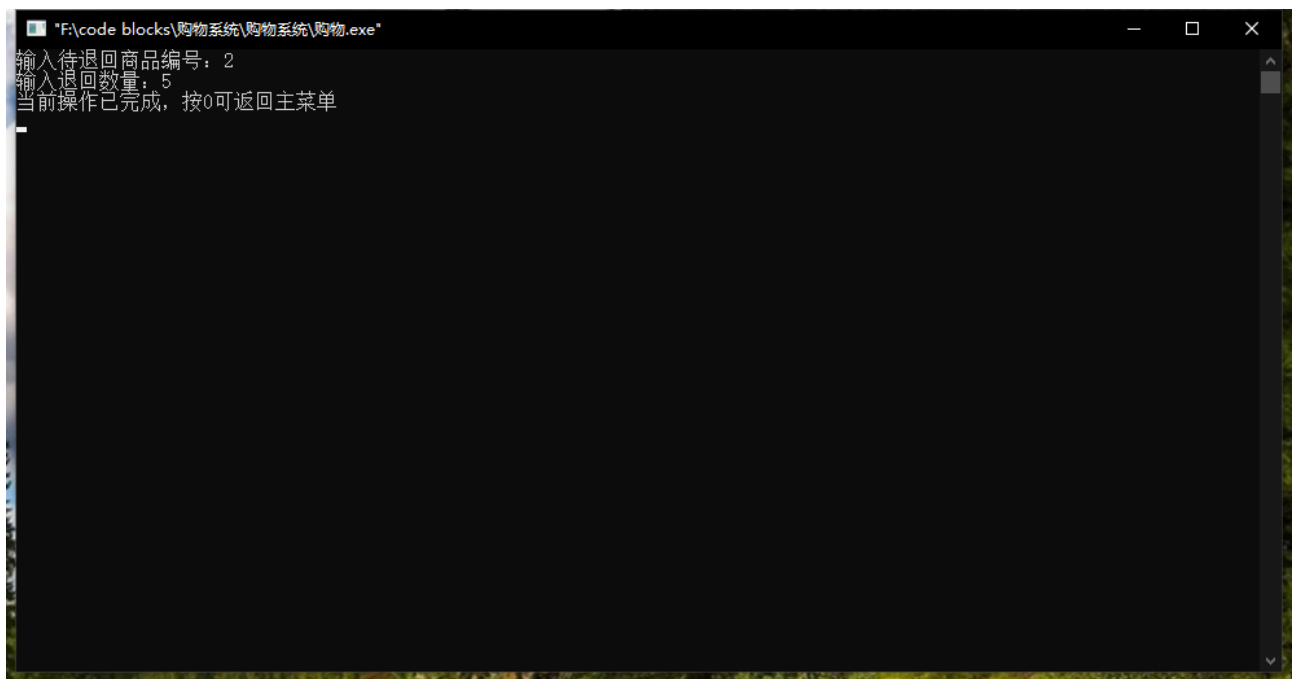 "F:\code blocks\购物系统\购物系统\购物.exe"
输入待退回商品编号：2
输入退回数量：5
当前操作已完成，按0可返回主菜单